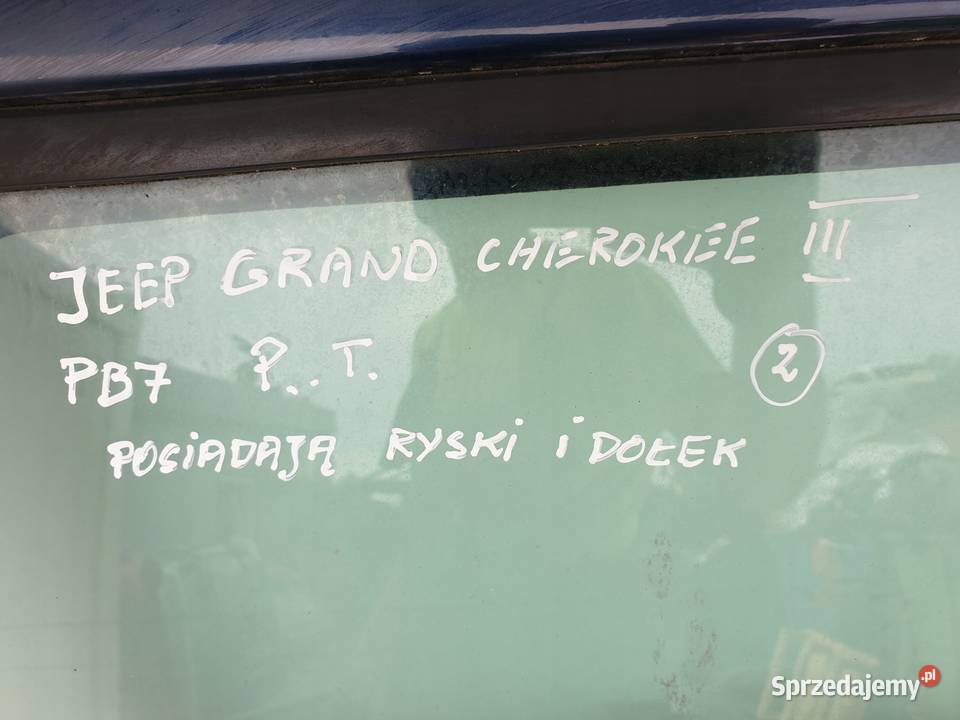 JEEP GRAND CHEROKEE III
PB7 P..T. 2
POSIADAJĄ RYSKI i DOŁEK
Sprzedajemy.pl